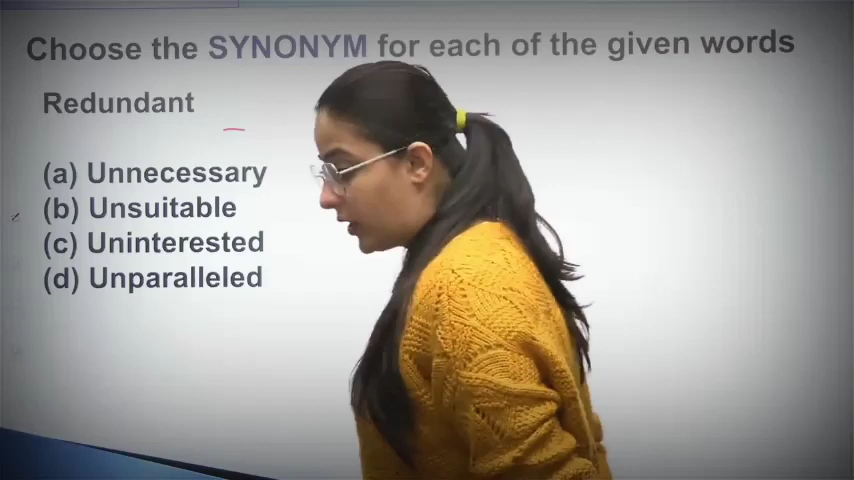 Choose the SYNONYM for each of the given words
Redundant
(a) Unnecessary
(b) Unsuitable
(c) Uninterested
(d) Unparalleled